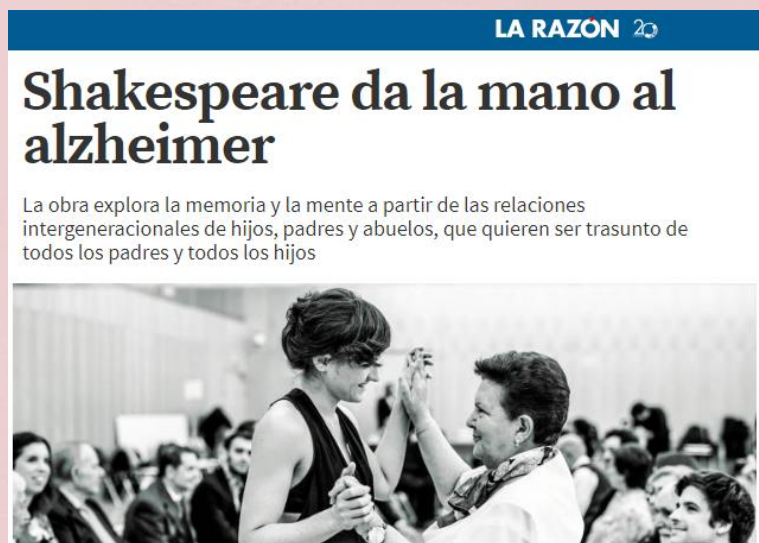 LA RAZÓN 20
Shakespeare da la mano al
alzheimer
La obra explora la memoria y la mente a partir de las relaciones
intergeneracionales de hijos, padres y abuelos, que quieren ser trasunto de
todos los padres y todos los hijos